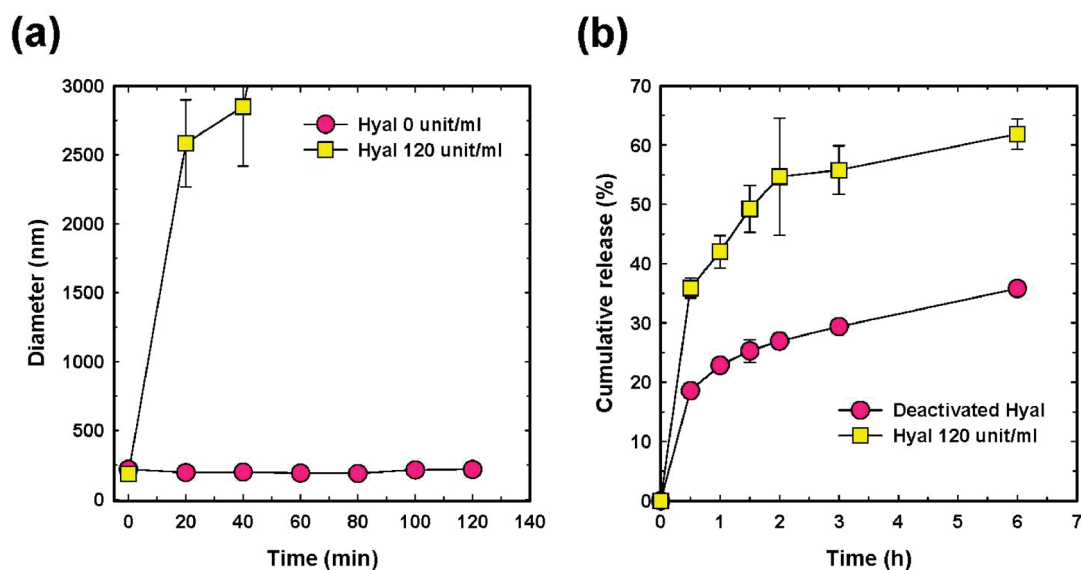 (a)
3000
2500
2000
1500
1000
500
0
Diameter (nm)
Hyal 0 unit/ml
Hyal 120 unit/ml
0 20 40 60 80 100 120 140
Time (min)
(b)
70
60
50
40
30
20
10
0
Cumulative release (%)
Deactivated Hyal
Hyal 120 unit/ml
0 1 2 3 4 5 6 7
Time (h)